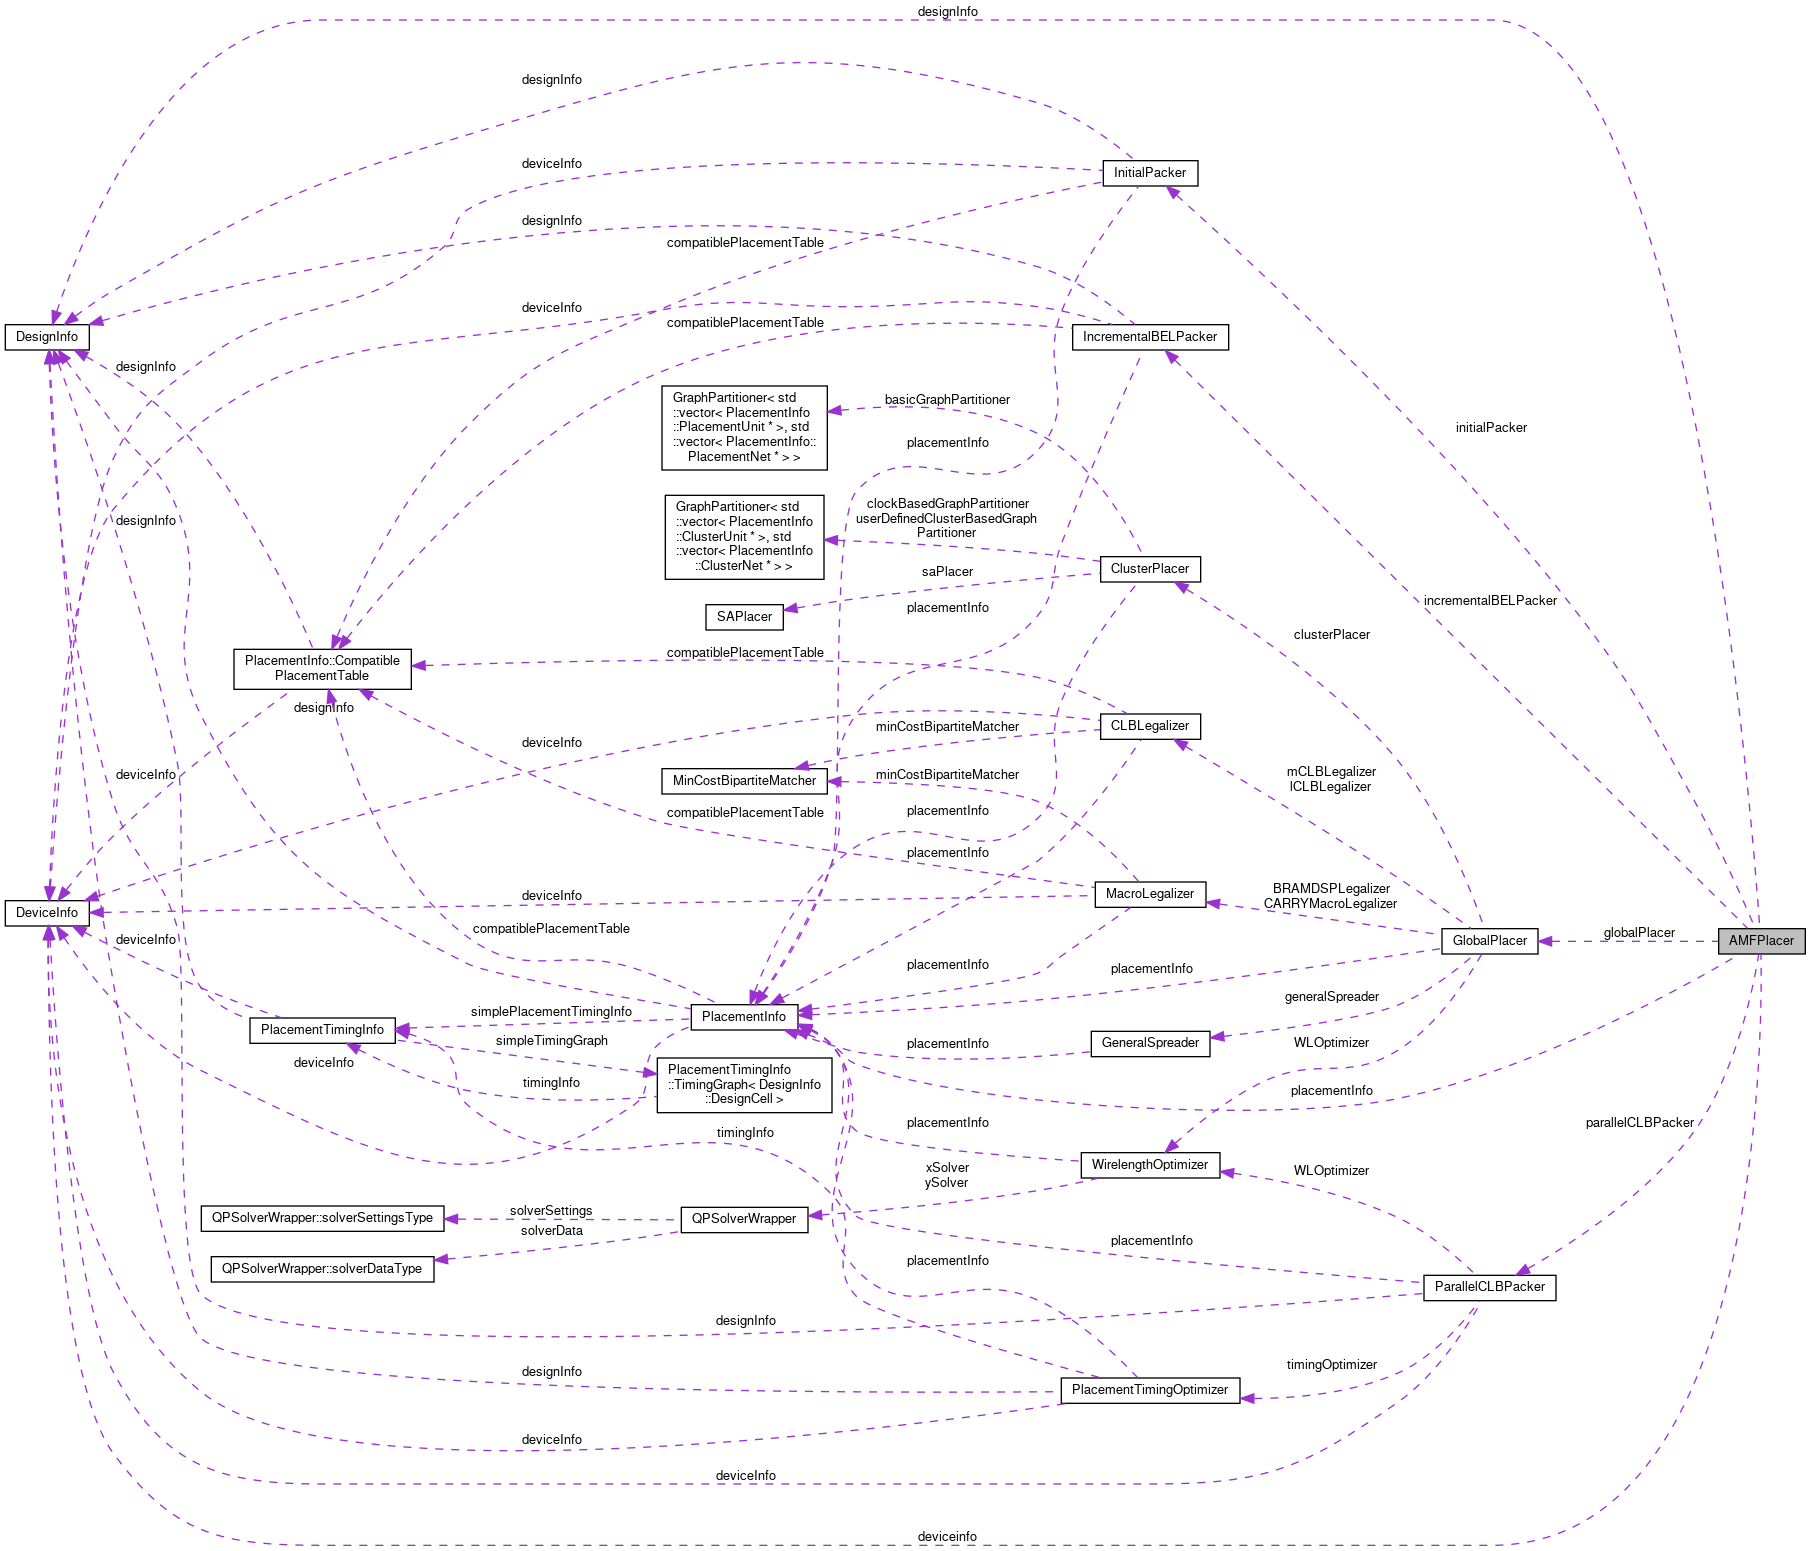 designInfo
designInfo
deviceInfo
InitialPacker
designInfo
compatiblePlacementTable
deviceInfo
compatiblePlacementTable
DesignInfo
IncrementalBELPacker
designInfo
GraphPartitioner< std
::vector< PlacementInfo
::PlacementUnit * >, std
::vector< PlacementInfo::
PlacementNet * > >
basicGraphPartitioner
placementInfo
initialPacker
designInfo
GraphPartitioner< std
::vector< PlacementInfo
::ClusterUnit * >, std
::vector< PlacementInfo
::ClusterNet * > >
clockBasedGraphPartitioner
userDefinedClusterBasedGraph
Partitioner
saPlacer
ClusterPlacer
SAPlacer
placementInfo
incrementalBELPacker
clusterPlacer
PlacementInfo::Compatible
PlacementTable
compatiblePlacementTable
designInfo
deviceInfo
minCostBipartiteMatcher
CLBLegalizer
deviceInfo
MinCostBipartiteMatcher
minCostBipartiteMatcher
mCLBLegalizer
lCLBLegalizer
compatiblePlacementTable
placementInfo
placementInfo
DeviceInfo
deviceInfo
MacroLegalizer
BRAMDSPLegalizer
CARRYMacroLegalizer
deviceInfo
compatiblePlacementTable
globalPlacer
GlobalPlacer
AMFPlacer
placementInfo
placementInfo
generalSpreader
PlacementTimingInfo
simplePlacementTimingInfo
PlacementInfo
simpleTimingGraph
placementInfo
GeneralSpreader
WLOptimizer
deviceInfo
timingInfo
PlacementTimingInfo
::TimingGraph< DesignInfo
::DesignCell >
placementInfo
timingInfo
placementInfo
parallelCLBPacker
xSolver
ySolver
WirelengthOptimizer
WLOptimizer
QPSolverWrapper::solverSettingsType
solverSettings
solverData
QPSolverWrapper
QPSolverWrapper::solverDataType
placementInfo
placementInfo
ParallelCLBPacker
designInfo
designInfo
timingOptimizer
PlacementTimingOptimizer
deviceInfo
deviceInfo
deviceinfo